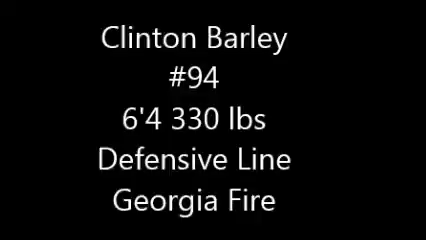 Clinton Barley
#94
6'4 330 lbs
Defensive Line
Georgia Fire